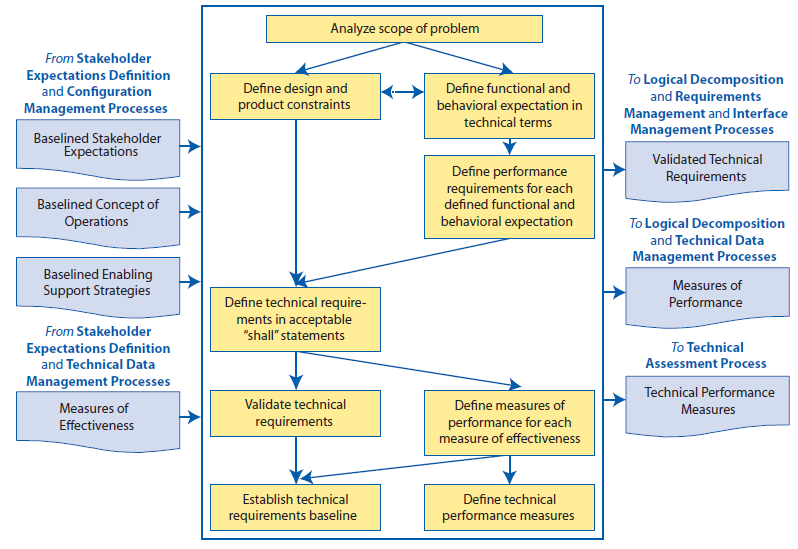 From Stakeholder
Expectations Definition
and Configuration
Management Processes
Baselined Stakeholder
Expectations
Baselined Concept of
Operations
Baselined Enabling
Support Strategies
From Stakeholder
Expectations Definition
and Technical Data
Management Processes
Measures of
Effectiveness
Analyze scope of problem
Define design and
product constraints
Define functional and
behavioral expectation in
technical terms
Define performance
requirements for each
defined functional and
behavioral expectation
Define technical require-
ments in acceptable
“shall” statements
Validate technical
requirements
Define measures of
performance for each
measure of effectiveness
Establish technical
requirements baseline
Define technical
performance measures
To Logical Decomposition
and Requirements
Management and Interface
Management Processes
Validated Technical
Requirements
To Logical Decomposition
and Technical Data
Management Processes
Measures of
Performance
To Technical
Assessment Process
Technical Performance
Measures